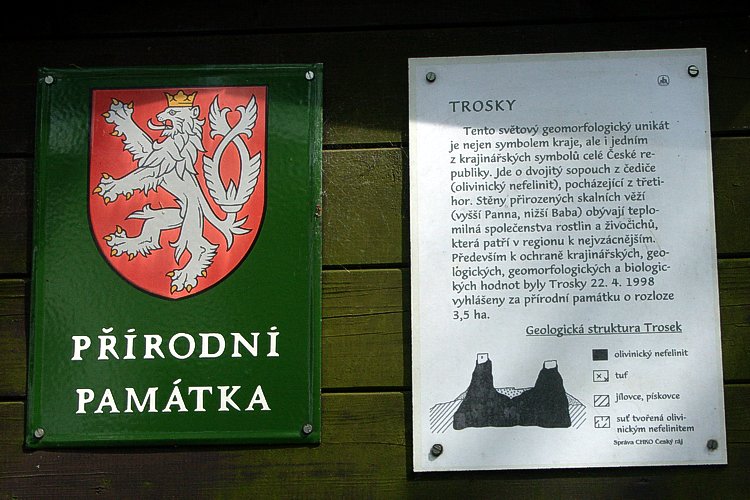 PŘÍRODNÍ
PAMÁTKA
TROSKY
Tento světový geomorfologický unikát
je nejen symbolem kraje, ale i jedním
z krajinářských symbolů celé České re-
publiky. Jde o dvojitý sopouch z čediče
(olivinický nefelinit), pocházející z třeti-
hor. Stěny přirozených skalních věží
(vyšší Panna, nižší Baba) obývají teplo-
milná společenstva rostlin a živočichů,
která patří v regionu k nejvzácnějším.
Především k ochraně krajinářských, geo-
logických, geomorfologických a biologic-
kých hodnot byly Trosky 22. 4. 1998
vyhlášeny za přírodní památku o rozloze
3,5 ha.
Geologická struktura Trosek
olivinický nefelinit
tuf
jílovce, pískovce
suť tvořená olivi-
nickým nefelinitem
Správa CHKO Český ráj